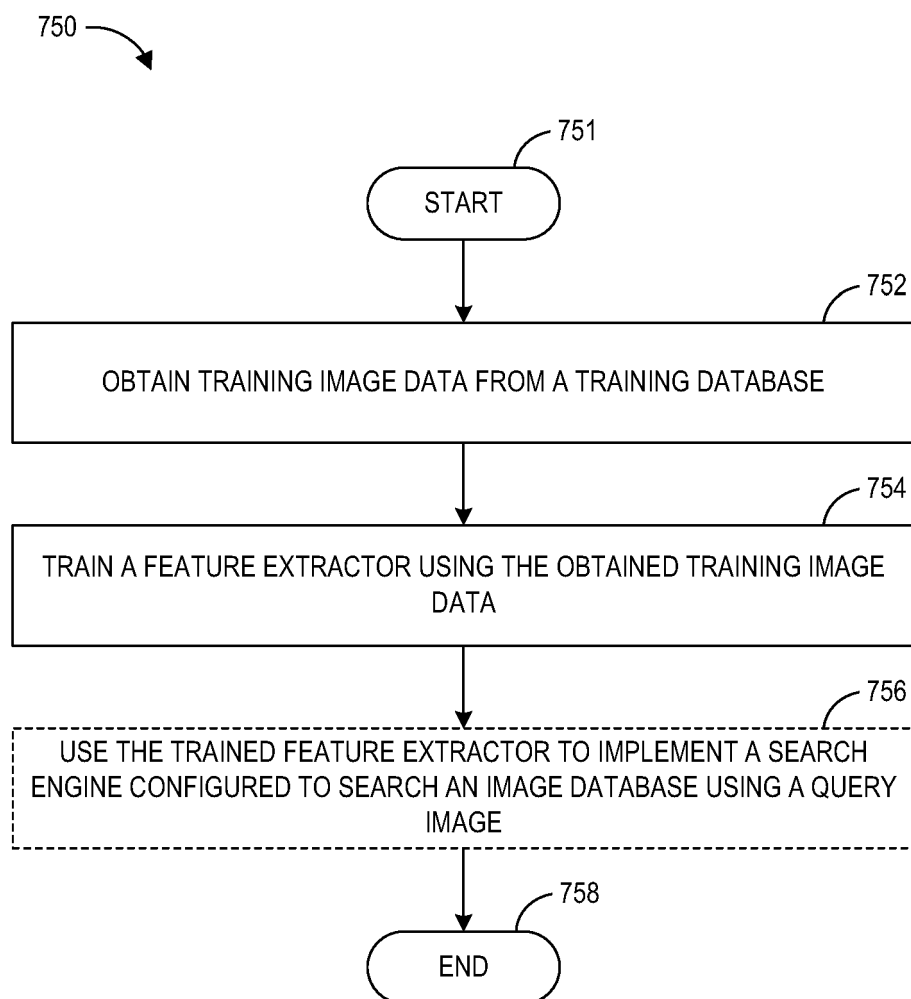 750
751
START
752
OBTAIN TRAINING IMAGE DATA FROM A TRAINING DATABASE
754
TRAIN A FEATURE EXTRACTOR USING THE OBTAINED TRAINING IMAGE
DATA
756
USE THE TRAINED FEATURE EXTRACTOR TO IMPLEMENT A SEARCH
ENGINE CONFIGURED TO SEARCH AN IMAGE DATABASE USING A QUERY
IMAGE
758
END